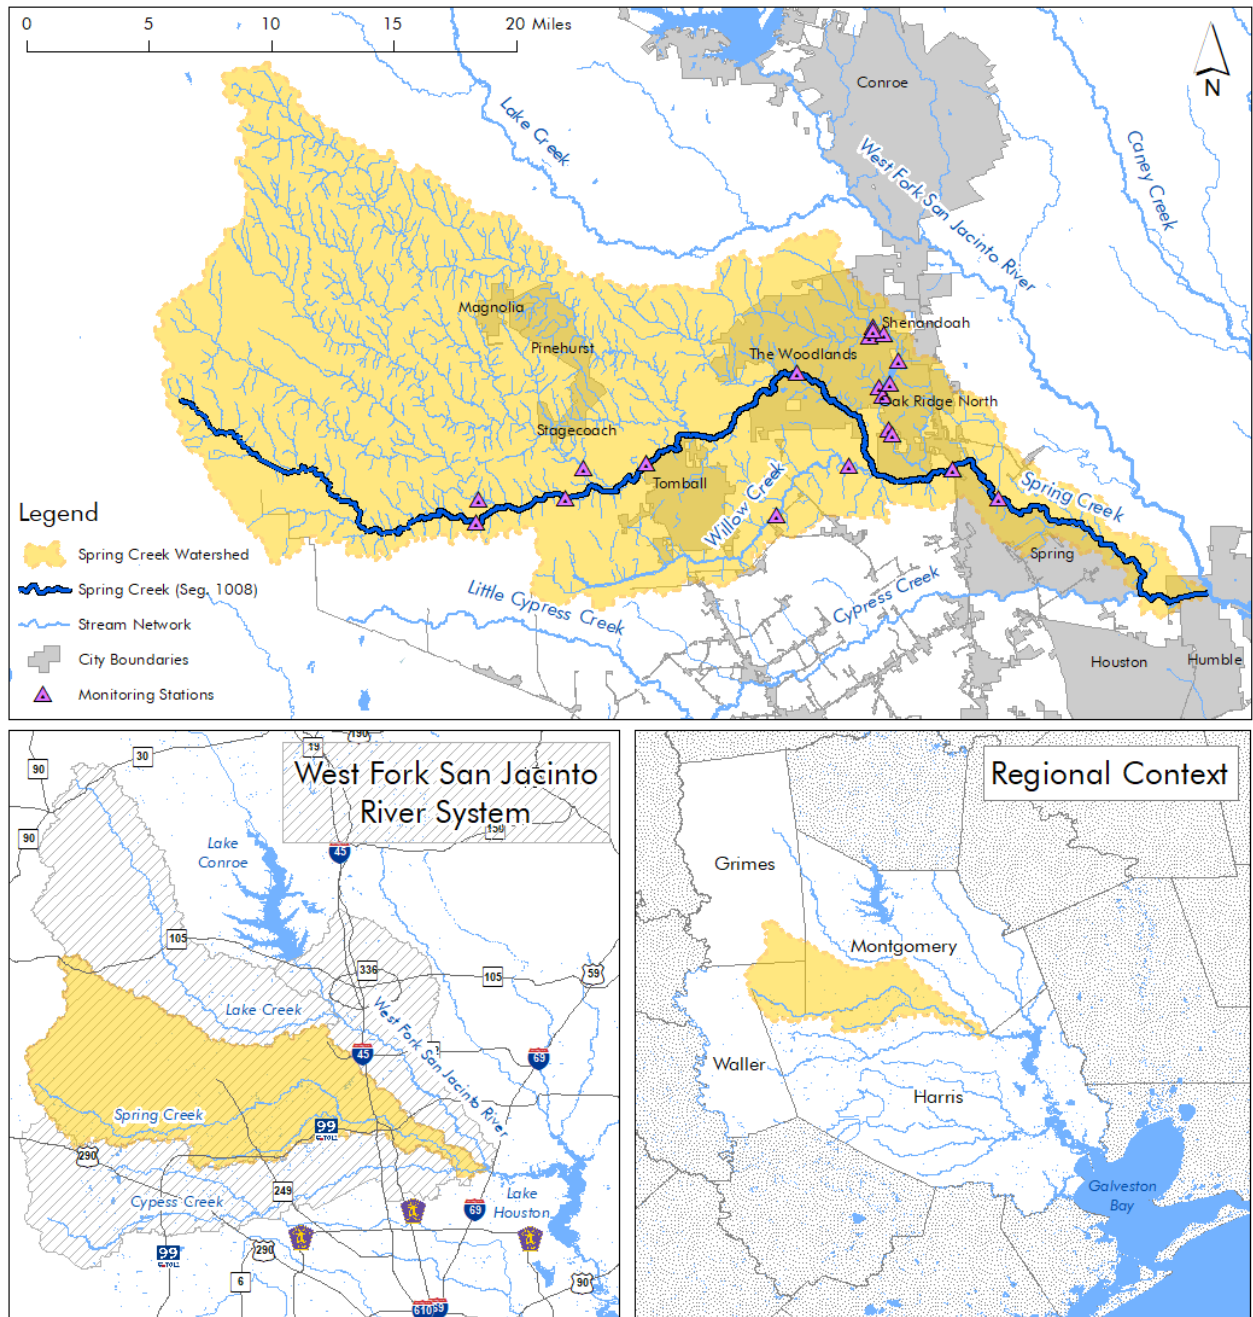 0 5 10 15 20 Miles
N
Conroe
Lake Creek
West Fork San Jacinto River
Caney Creek
Magnolia
Pinehurst
Shenandoah
The Woodlands
Oak Ridge North
Stagecoach
Tomball
Willow Creek
Spring Creek
Spring
Little Cypress Creek
Cypress Creek
Houston
Humble
Legend
Spring Creek Watershed
Spring Creek (Seg. 1008)
Stream Network
City Boundaries
Monitoring Stations
West Fork San Jacinto
River System
190
19
30
90
150
90
45
Lake
Conroe
105
336
105
59
Lake Creek
West Fork San Jacinto River
45
69
Spring Creek
99
290
249
Cypess Creek
Lake
Houston
69
99
290
6
90
610
69
Regional Context
Grimes
Montgomery
Waller
Harris
Galveston
Bay